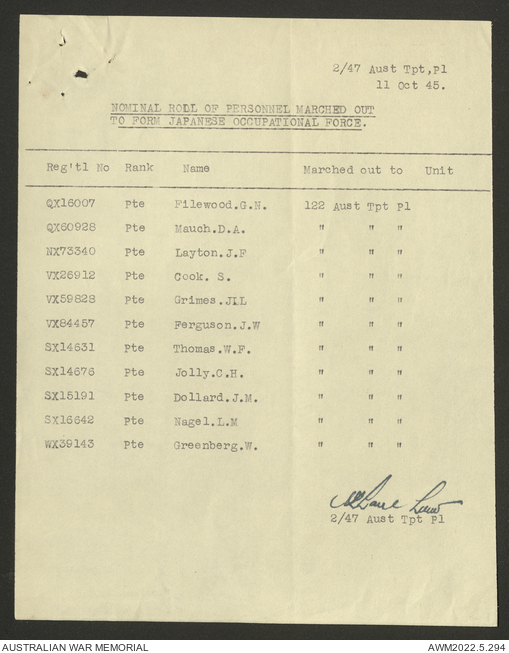 2/47 Aust Tpt,Pl
11 Oct 45.
NOMINAL ROLL OF PERSONNEL MARCHED OUT
TO FORM JAPANESE OCCUPATIONAL FORCE.
Reg'tl No Rank Name Marched out to Unit
QX16007 Pte Filewood.G.N. 122 Aust Tpt Pl
QX60928 Pte Mauch.D.A. " " "
NX73340 Pte Layton.J.F " " "
VX26912 Pte Cook. S. " " "
VX59828 Pte Grimes.JLL " " "
VX84457 Pte Ferguson.J.W " " "
SX14631 Pte Thomas.W.F. " " "
SX14676 Pte Jolly.C.H. " " "
SX15191 Pte Dollard.J.M. " " "
SX16642 Pte Nagel.L.M " " "
WX39143 Pte Greenberg.W. " " "
2/47 Aust Tpt Pl
AUSTRALIAN WAR MEMORIAL AWM2022.5.294